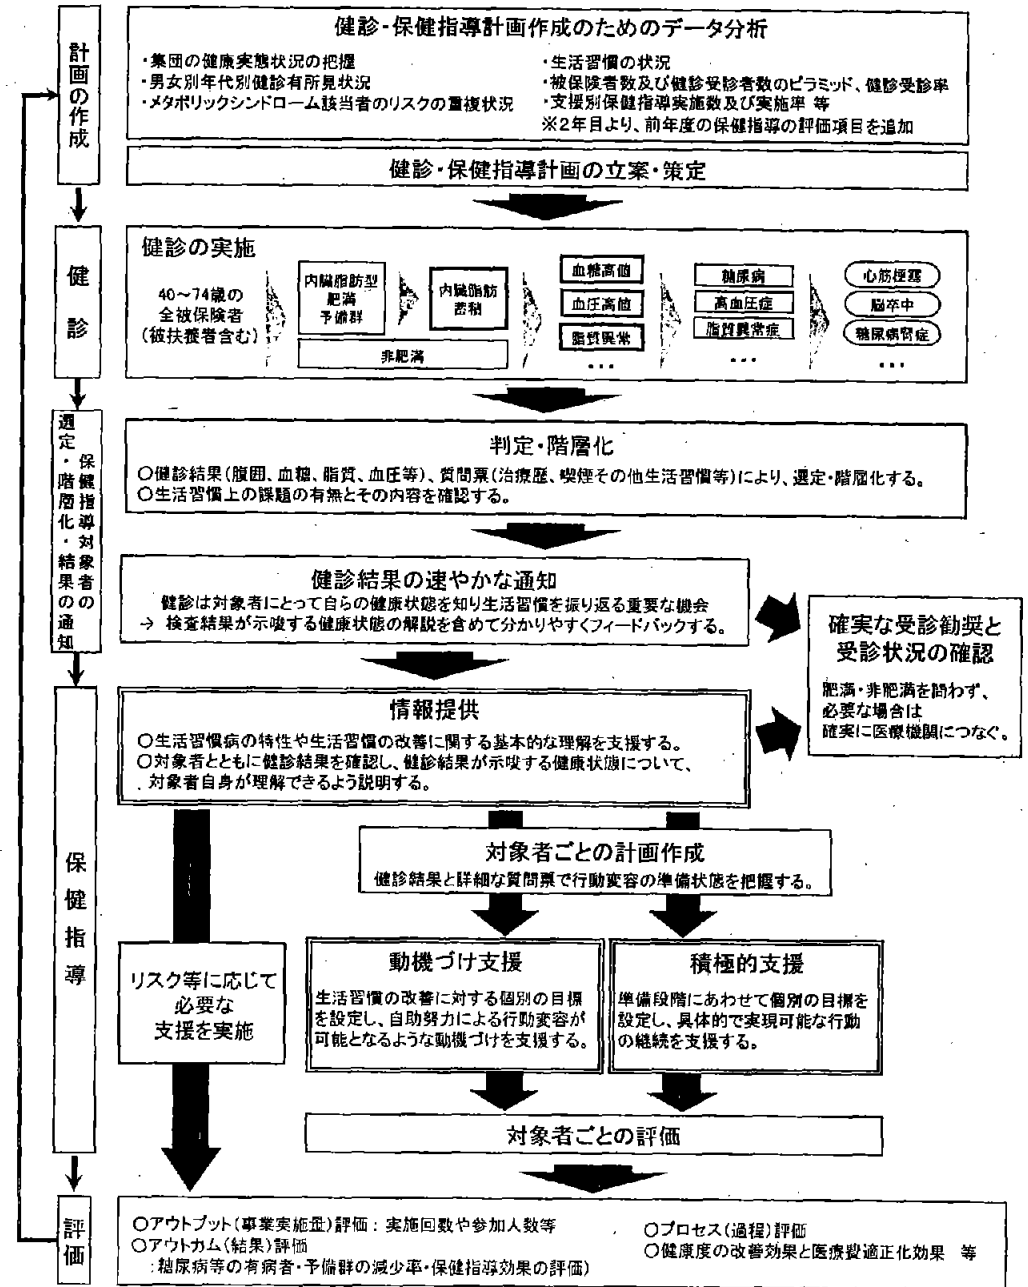 計画の作成
健診・保健指導計画作成のためのデータ分析
・集団の健康実態状況の把握
・男女別年代別健診有所見状況
・メタボリックシンドローム該当者のリスクの重複状況
・生活習慣の状況
・被保険者数及び健診受診者数のピラミッド、健診受診率
・支援別保健指導実施数及び実施率 等
※2年目より、前年度の保健指導の評価項目を追加
健診・保健指導計画の立案・策定
健診
健診の実施
40～74歳の
全被保険者
(被扶養者含む)
内臓脂肪型
肥満
予備群
内臓脂肪
蓄積
非肥満
血糖高値
血圧高値
脂質異常
・・・
糖尿病
高血圧症
脂質異常症
・・・
心筋梗塞
脳卒中
糖尿病腎症
・・・
保健指導対象者の
選定・階層化・結果の通知
判定・階層化
○健診結果(腹囲、血糖、脂質、血圧等)、質問票(治療歴、喫煙その他生活習慣等)により、選定・階層化する。
○生活習慣上の課題の有無とその内容を確認する。
健診結果の速やかな通知
健診は対象者にとって自らの健康状態を知り生活習慣を振り返る重要な機会
→ 検査結果が示唆する健康状態の解説を含めて分かりやすくフィードバックする。
確実な受診勧奨と
受診状況の確認
肥満・非肥満を問わず、
必要な場合は
確実に医療機関につなぐ。
保健指導
情報提供
○生活習慣病の特性や生活習慣の改善に関する基本的な理解を支援する。
○対象者とともに健診結果を確認し、健診結果が示唆する健康状態について、
対象者自身が理解できるよう説明する。
対象者ごとの計画作成
健診結果と詳細な質問票で行動変容の準備状態を把握する。
リスク等に応じて
必要な
支援を実施
動機づけ支援
生活習慣の改善に対する個別の目標
を設定し、自助努力による行動変容が
可能となるような動機づけを支援する。
積極的支援
準備段階にあわせて個別の目標を
設定し、具体的で実現可能な行動
の継続を支援する。
対象者ごとの評価
評価
○アウトプット(事業実施量)評価：実施回数や参加人数等
○アウトカム(結果)評価
:糖尿病等の有病者・予備群の減少率・保健指導効果の評価)
○プロセス(過程)評価
○健康度の改善効果と医療費適正化効果 等